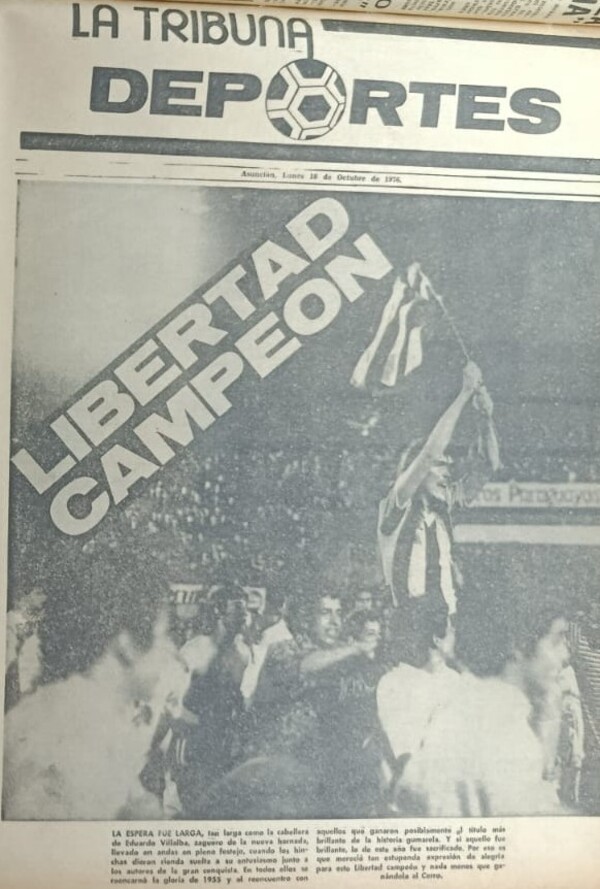 LA TRIBUNA
DEPORTES
Asunción, Lunes 18 de Octubre de 1976.
LIBERTAD
CAMPEON
ros Paraguayos
LA ESPERA FUE LARGA, tan larga como la cabellera
de Eduardo Villalba, zaguero de la nueva hornada,
llevado en andas en pleno festejo, cuando los hin-
chas dieron rienda suelta a su entusiasmo junto a
los autores de la gran conquista. En todos ellos se
reencarnó la gloria de 1955 y el reencuentro con
aquellos que ganaron posiblemente el título más
brillante de la historia gumarela. Y si aquello fue
brillante, lo de este año fue sacrificado. Por eso es
que mereció tan estupenda expresión de alegría
para este Libertad campeón y nada menos que ga-
nándole al Cerro.